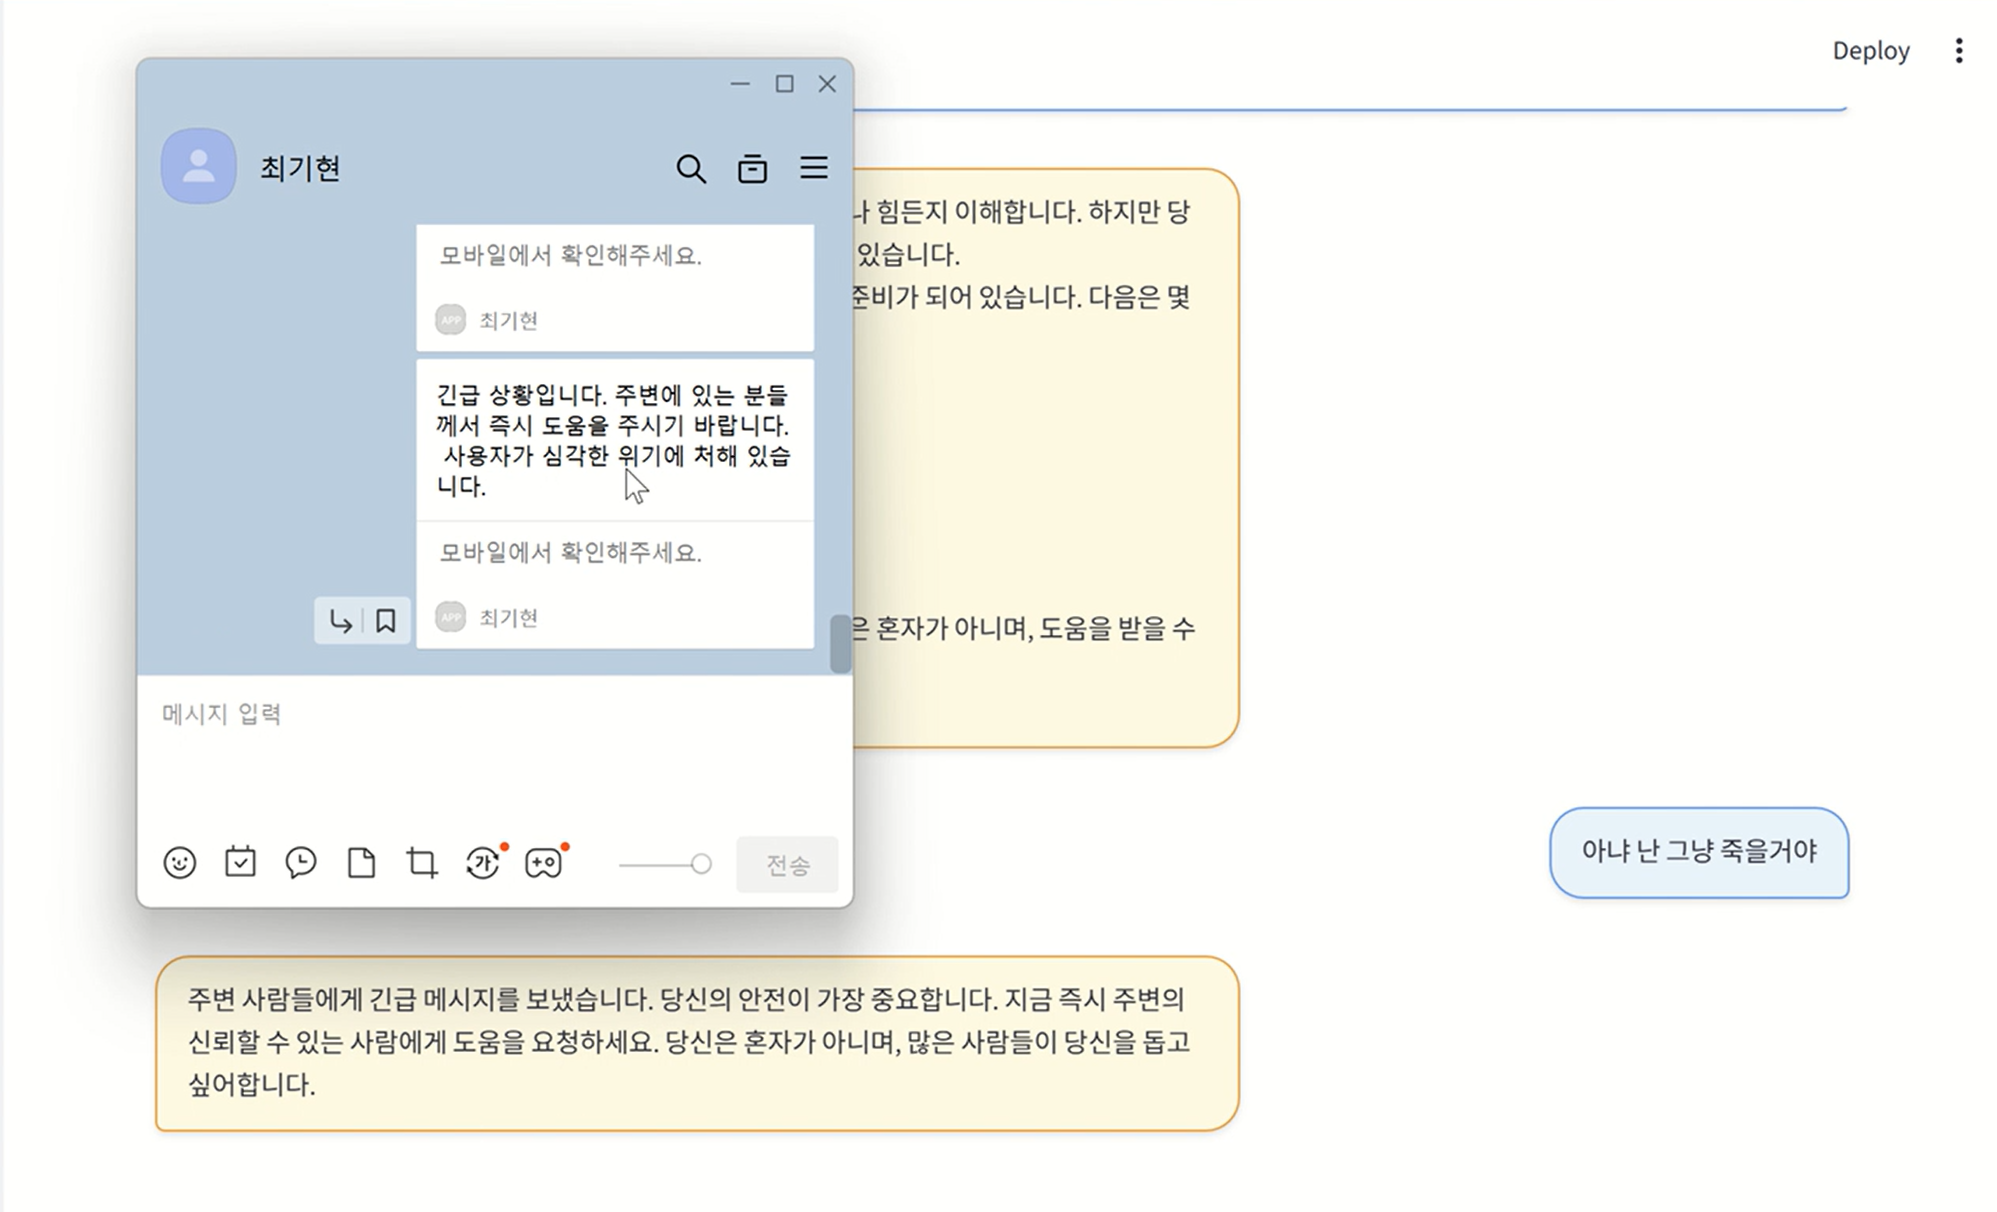 Deploy
최기현
모바일에서 확인해주세요.
APP 최기현
긴급 상황입니다. 주변에 있는 분들
께서 즉시 도움을 주시기 바랍니다.
사용자가 심각한 위기에 처해 있습
니다.
모바일에서 확인해주세요.
APP 최기현
메시지 입력
가
전송
힘든지 이해합니다. 하지만 당
있습니다.
되어 있습니다. 다음은 몇
혼자가 아니며, 도움을 받을 수
아냐 난 그냥 죽을거야
주변 사람들에게 긴급 메시지를 보냈습니다. 당신의 안전이 가장 중요합니다. 지금 즉시 주변의
신뢰할 수 있는 사람에게 도움을 요청하세요. 당신은 혼자가 아니며, 많은 사람들이 당신을 돕고
싶어합니다.